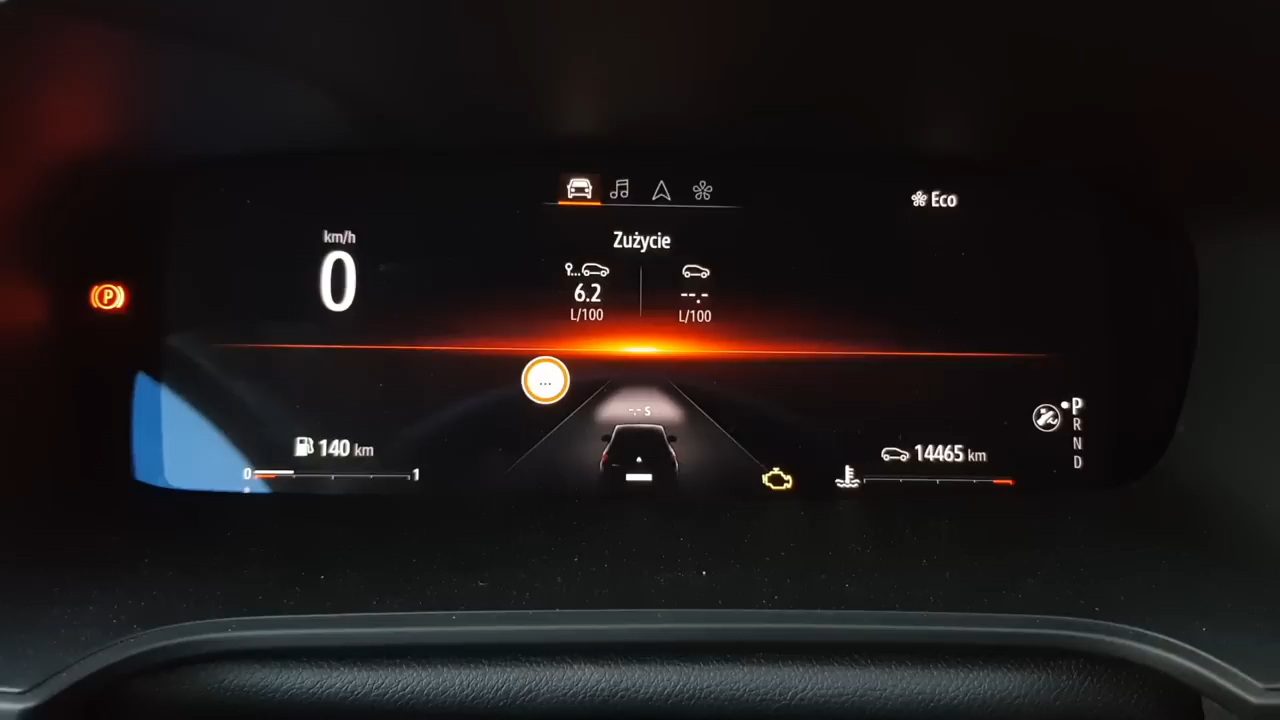 Eco
km/h
0
Zużycie
6.2
L/100
--.-
L/100
P
...
-.- s
140 km
0
1
14465 km
P
R
N
D